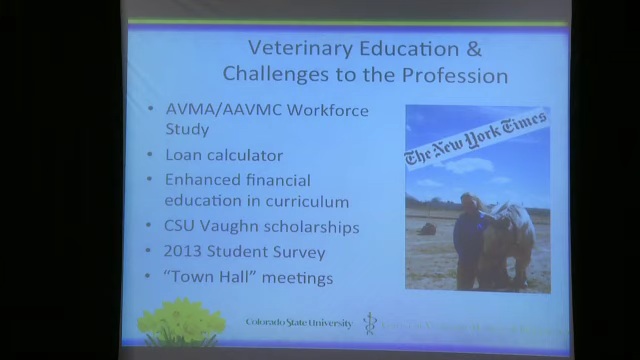 Veterinary Education &
Challenges to the Profession
• AVMA/AAVMC Workforce
Study
• Loan calculator
• Enhanced financial
education in curriculum
• CSU Vaughn scholarships
• 2013 Student Survey
• “Town Hall” meetings
The New York Times
Colorado State University